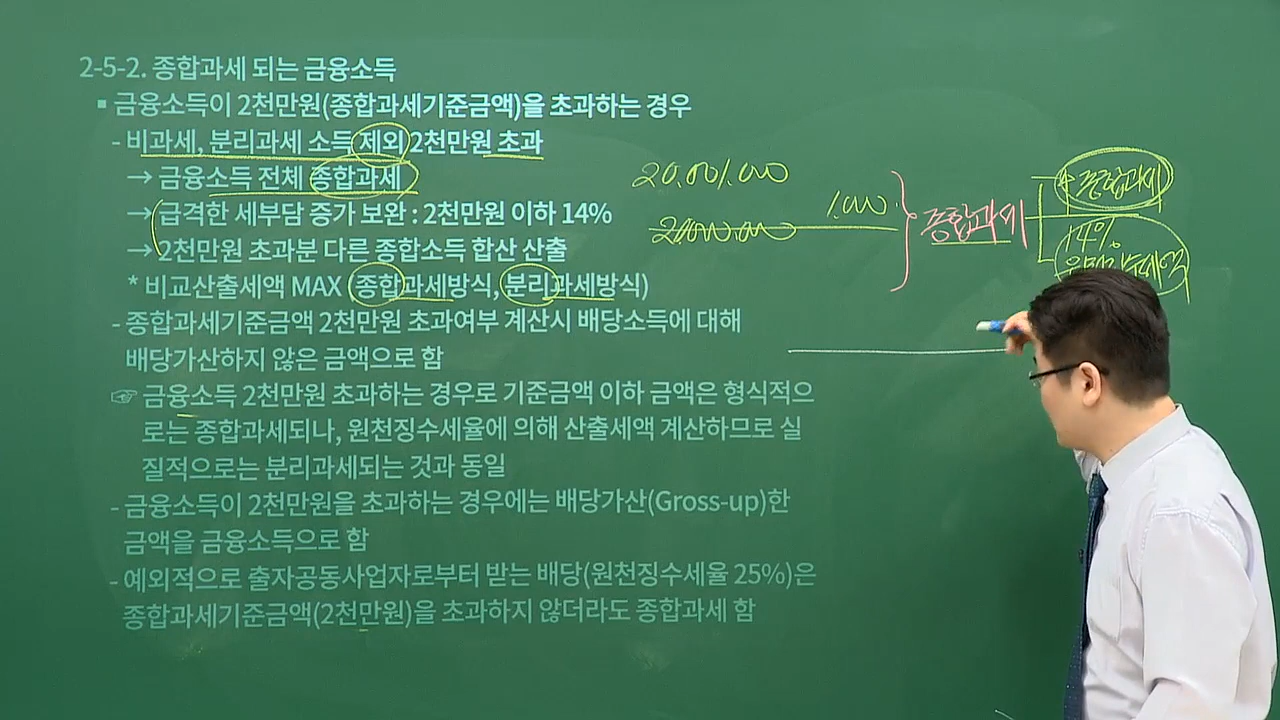 2-5-2. 종합과세 되는 금융소득
▪ 금융소득이 2천만원(종합과세기준금액)을 초과하는 경우
- 비과세, 분리과세 소득 제외 2천만원 초과
→ 금융소득 전체 종합과세
→ 급격한 세부담 증가 보완 : 2천만원 이하 14%
→ 2천만원 초과분 다른 종합소득 합산 산출
* 비교산출세액 MAX (종합과세방식, 분리과세방식)
- 종합과세기준금액 2천만원 초과여부 계산시 배당소득에 대해
배당가산하지 않은 금액으로 함
☞ 금융소득 2천만원 초과하는 경우로 기준금액 이하 금액은 형식적으
로는 종합과세되나, 원천징수세율에 의해 산출세액 계산하므로 실
질적으로는 분리과세되는 것과 동일
- 금융소득이 2천만원을 초과하는 경우에는 배당가산(Gross-up)한
금액을 금융소득으로 함
- 예외적으로 출자공동사업자로부터 받는 배당(원천징수세율 25%)은
종합과세기준금액(2천만원)을 초과하지 않더라도 종합과세 함
20.001.000
20.000.000
1.000
종합과세
14%